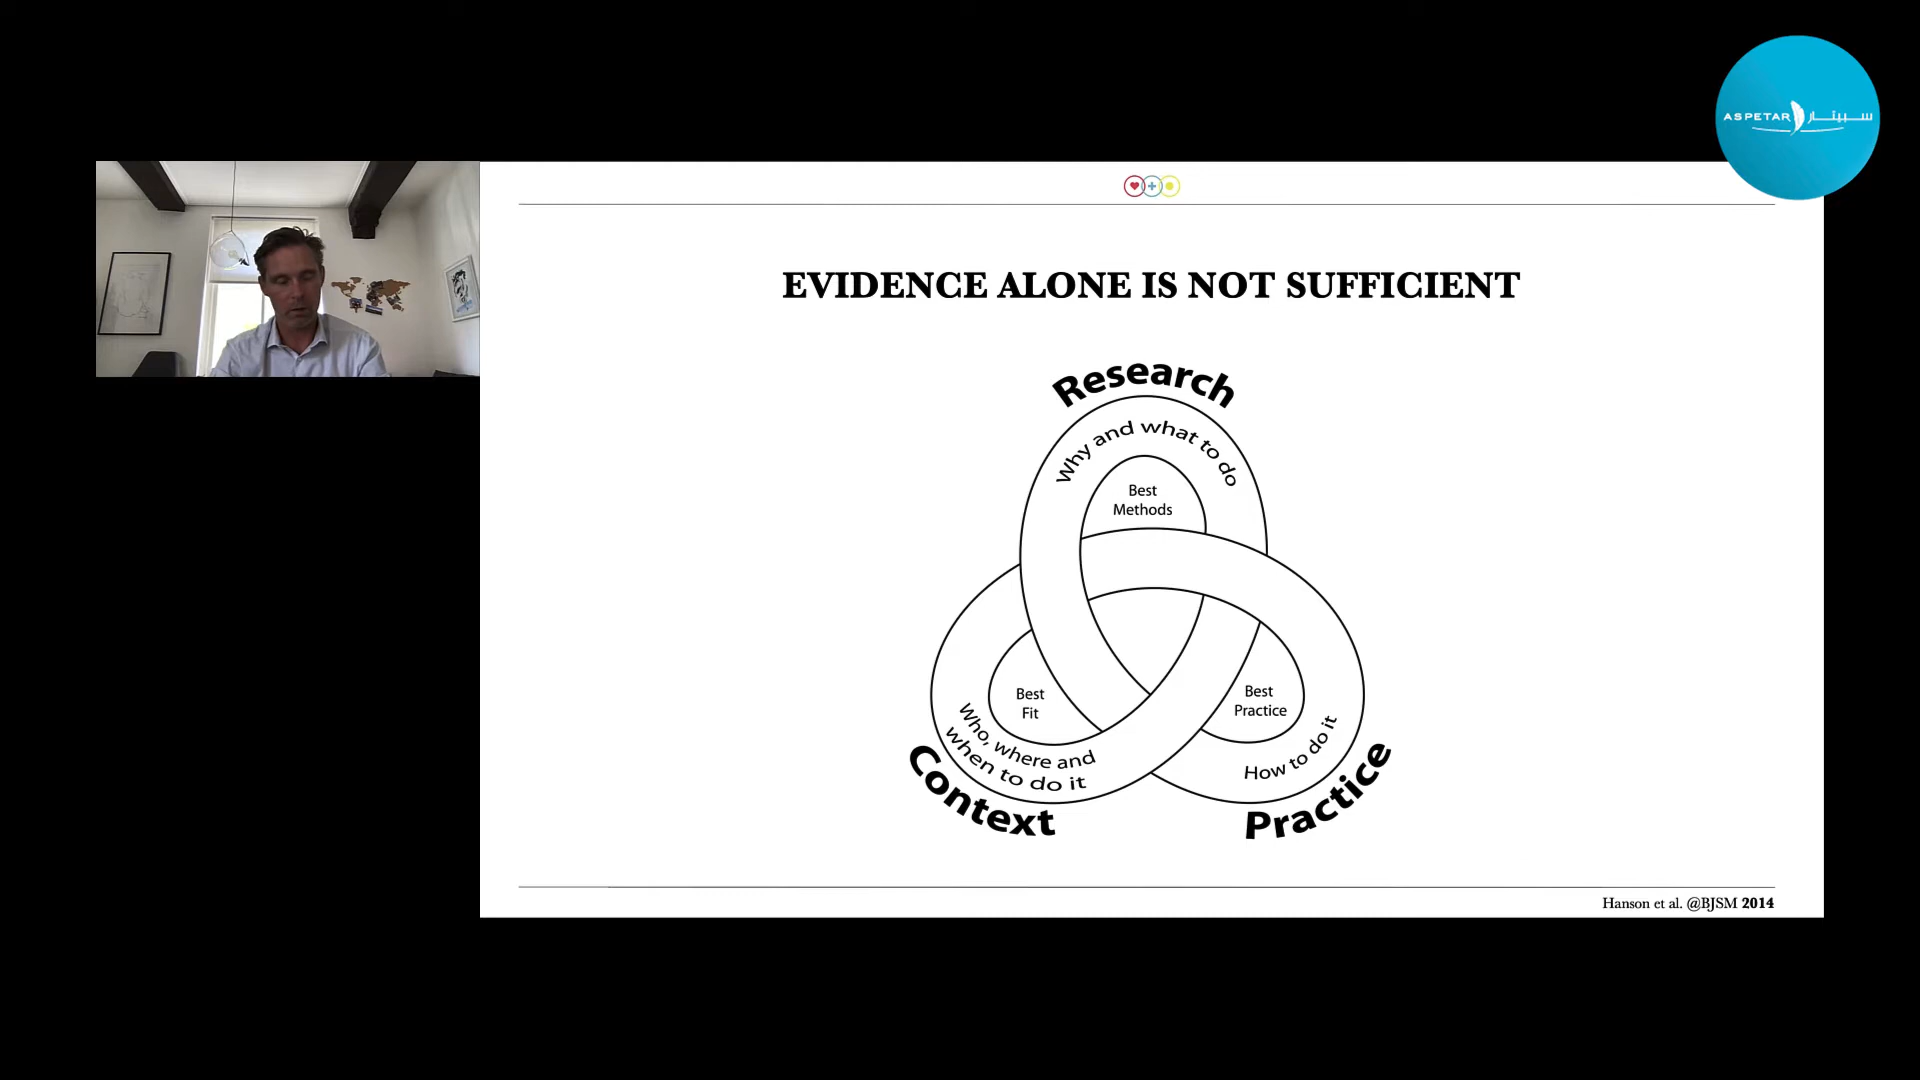 ASPETAR سبيتار
EVIDENCE ALONE IS NOT SUFFICIENT
Research
Why and what to do
Best
Methods
Best
Fit
Who, where and
when to do it
Context
Best
Practice
How to do it
Practice
Hanson et al. @BJSM 2014